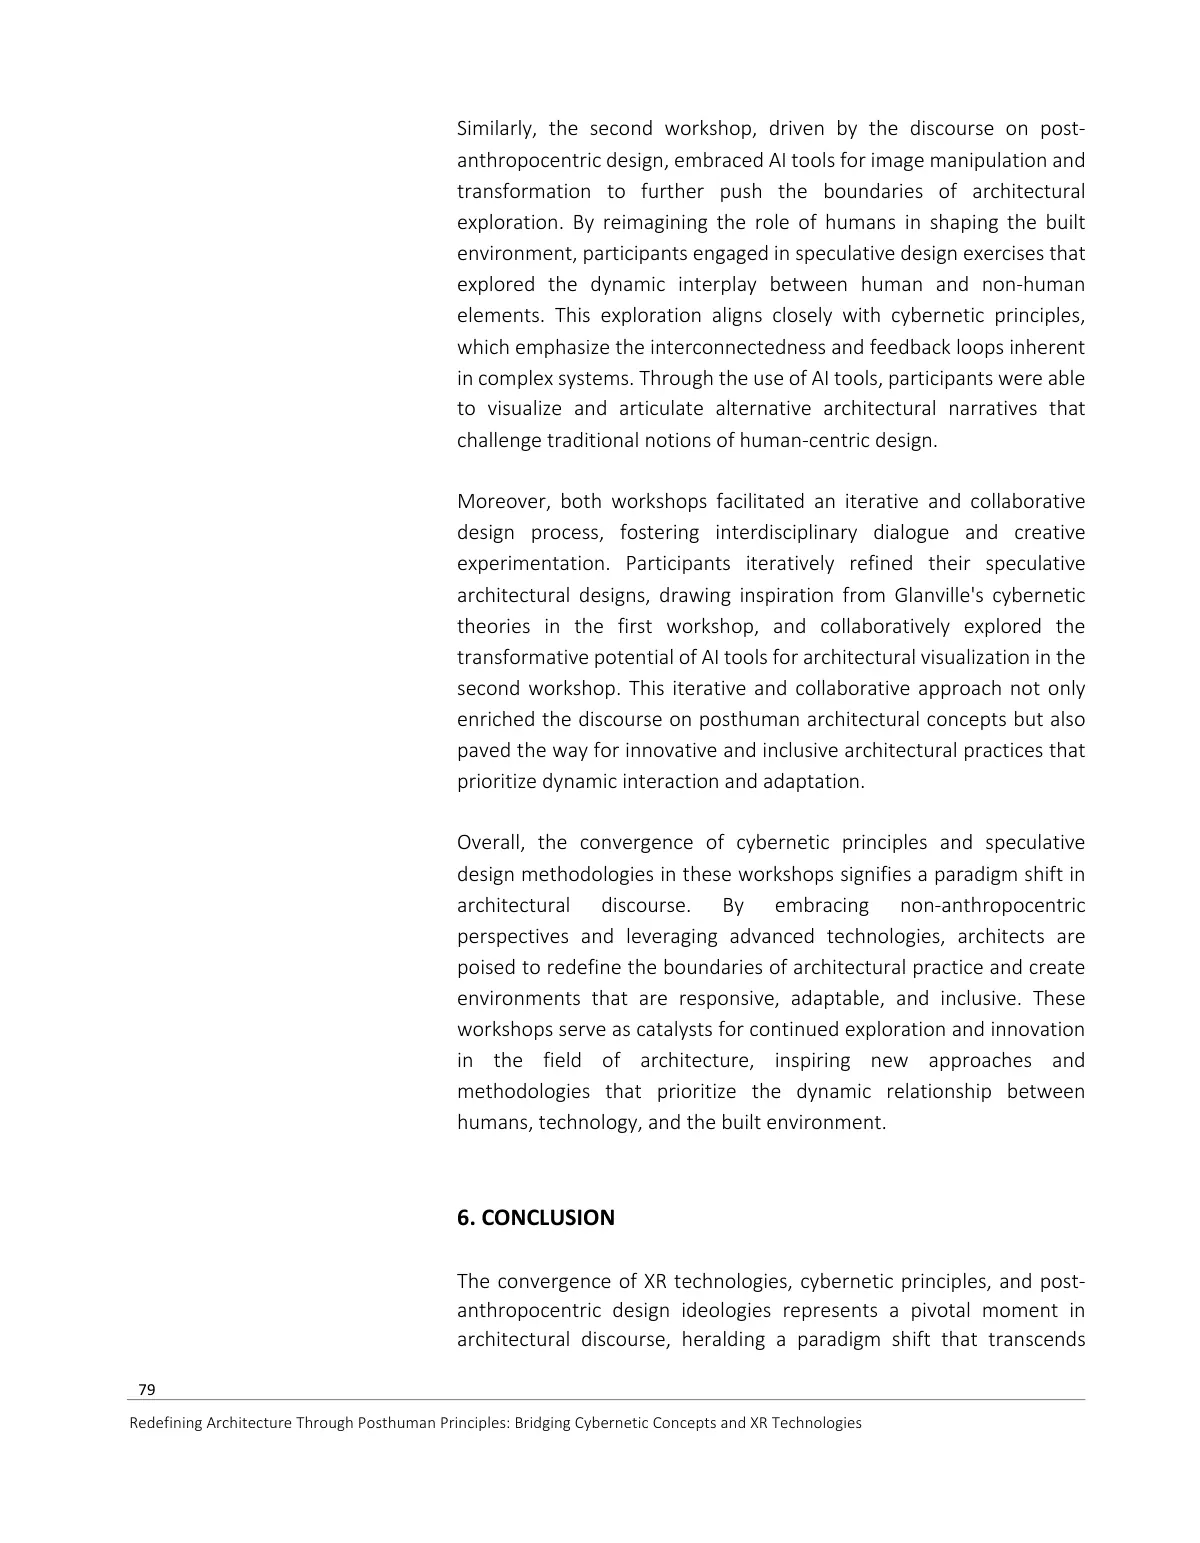 Similarly, the second workshop, driven by the discourse on post-
anthropocentric design, embraced AI tools for image manipulation and
transformation to further push the boundaries of architectural
exploration. By reimagining the role of humans in shaping the built
environment, participants engaged in speculative design exercises that
explored the dynamic interplay between human and non-human
elements. This exploration aligns closely with cybernetic principles,
which emphasize the interconnectedness and feedback loops inherent
in complex systems. Through the use of AI tools, participants were able
to visualize and articulate alternative architectural narratives that
challenge traditional notions of human-centric design.
Moreover, both workshops facilitated an iterative and collaborative
design process, fostering interdisciplinary dialogue and creative
experimentation. Participants iteratively refined their speculative
architectural designs, drawing inspiration from Glanville's cybernetic
theories in the first workshop, and collaboratively explored the
transformative potential of AI tools for architectural visualization in the
second workshop. This iterative and collaborative approach not only
enriched the discourse on posthuman architectural concepts but also
paved the way for innovative and inclusive architectural practices that
prioritize dynamic interaction and adaptation.
Overall, the convergence of cybernetic principles and speculative
design methodologies in these workshops signifies a paradigm shift in
architectural discourse. By embracing non-anthropocentric
perspectives and leveraging advanced technologies, architects are
poised to redefine the boundaries of architectural practice and create
environments that are responsive, adaptable, and inclusive. These
workshops serve as catalysts for continued exploration and innovation
in the field of architecture, inspiring new approaches and
methodologies that prioritize the dynamic relationship between
humans, technology, and the built environment.
6. CONCLUSION
The convergence of XR technologies, cybernetic principles, and post-
anthropocentric design ideologies represents a pivotal moment in
architectural discourse, heralding a paradigm shift that transcends
79
Redefining Architecture Through Posthuman Principles: Bridging Cybernetic Concepts and XR Technologies